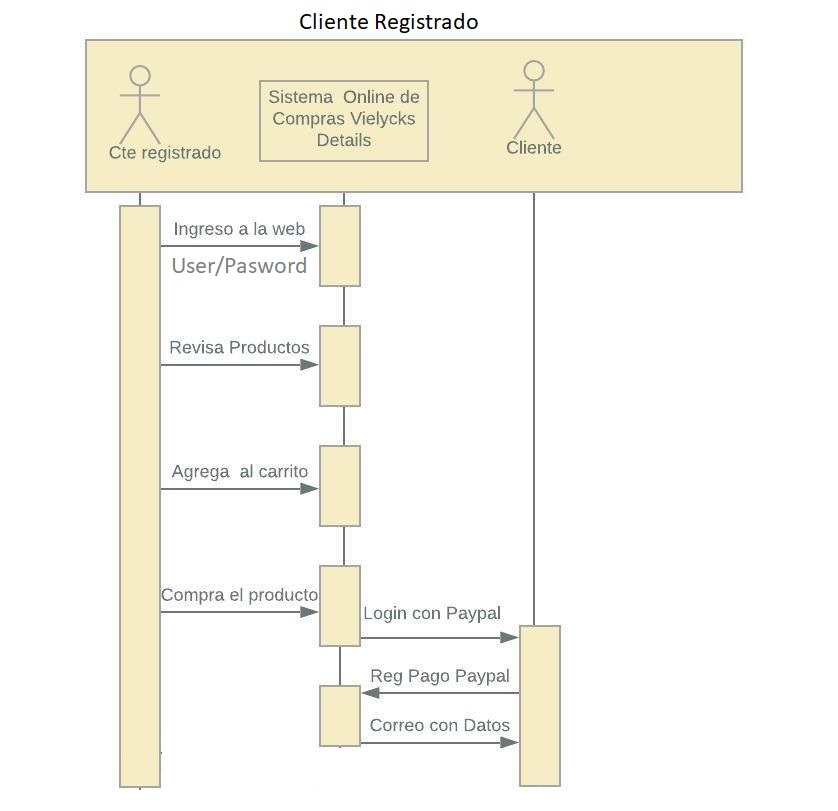 Cliente Registrado
Sistema Online de
Compras Vielycks
Details
Cte registrado
Cliente
Ingreso a la web
User/Pasword
Revisa Productos
Agrega al carrito
Compra el producto
Login con Paypal
Reg Pago Paypal
Correo con Datos